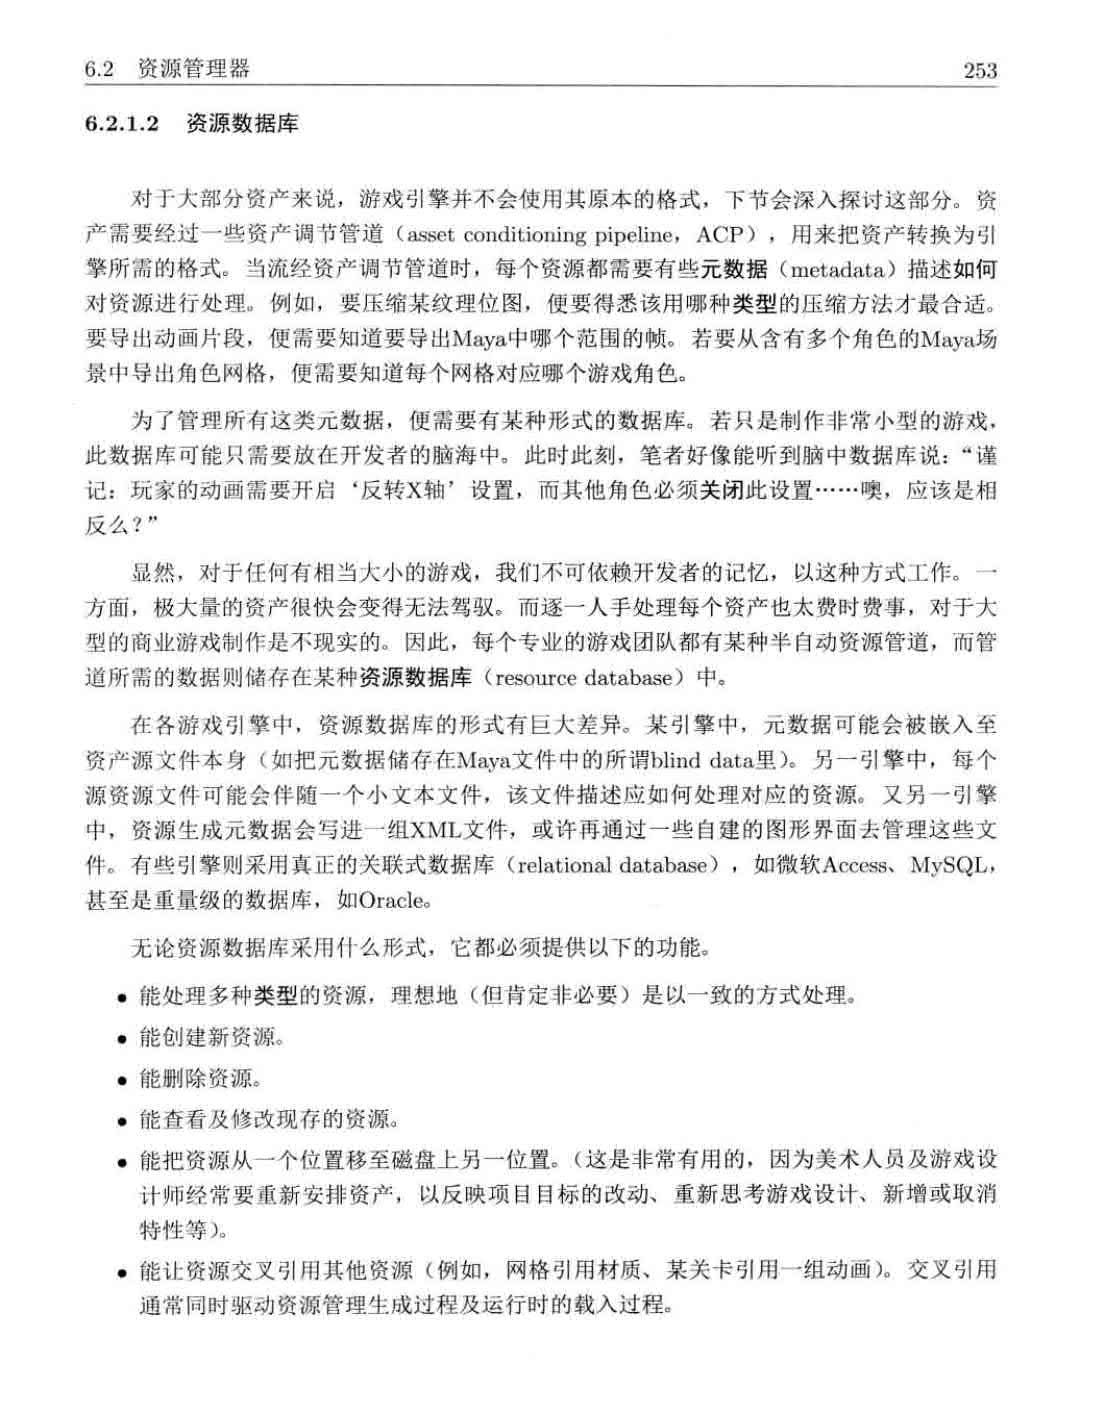 6.2 资源管理器 253
6.2.1.2 资源数据库
对于大部分资产来说，游戏引擎并不会使用其原本的格式，下节会深入探讨这部分。资
产需要经过一些资产调节管道（asset conditioning pipeline，ACP），用来把资产转换为引
擎所需的格式。当流经资产调节管道时，每个资源都需要有些元数据（metadata）描述如何
对资源进行处理。例如，要压缩某纹理位图，便要得悉该用哪种类型的压缩方法才最合适。
要导出动画片段，便需要知道要导出Maya中哪个范围的帧。若要从含有多个角色的Maya场
景中导出角色网格，便需要知道每个网格对应哪个游戏角色。
为了管理所有这类元数据，便需要有某种形式的数据库。若只是制作非常小型的游戏，
此数据库可能只需要放在开发者的脑海中。此时此刻，笔者好像能听到脑中数据库说：“谨
记：玩家的动画需要开启‘反转X轴’设置，而其他角色必须关闭此设置……噢，应该是相
反么？”
显然，对于任何有相当大小的游戏，我们不可依赖开发者的记忆，以这种方式工作。一
方面，极大量的资产很快会变得无法驾驭。而逐一人手处理每个资产也太费时费事，对于大
型的商业游戏制作是不现实的。因此，每个专业的游戏团队都有某种半自动资源管道，而管
道所需的数据则储存在某种资源数据库（resource database）中。
在各游戏引擎中，资源数据库的形式有巨大差异。某引擎中，元数据可能会被嵌入至
资产源文件本身（如把元数据储存在Maya文件中的所谓blind data里）。另一引擎中，每个
源资源文件可能会伴随一个小文本文件，该文件描述应如何处理对应的资源。又另一引擎
中，资源生成元数据会写进一组XML文件，或许再通过一些自建的图形界面去管理这些文
件。有些引擎则采用真正的关联式数据库（relational database），如微软Access、MySQL，
甚至是重量级的数据库，如Oracle。
无论资源数据库采用什么形式，它都必须提供以下的功能。
● 能处理多种类型的资源，理想地（但肯定非必要）是以一致的方式处理。
● 能创建新资源。
● 能删除资源。
● 能查看及修改现存的资源。
● 能把资源从一个位置移至磁盘上另一位置。（这是非常有用的，因为美术人员及游戏设
计师经常要重新安排资产，以反映项目目标的改动、重新思考游戏设计、新增或取消
特性等）。
● 能让资源交叉引用其他资源（例如，网格引用材质、某关卡引用一组动画）。交叉引用
通常同时驱动资源管理生成过程及运行时的载入过程。